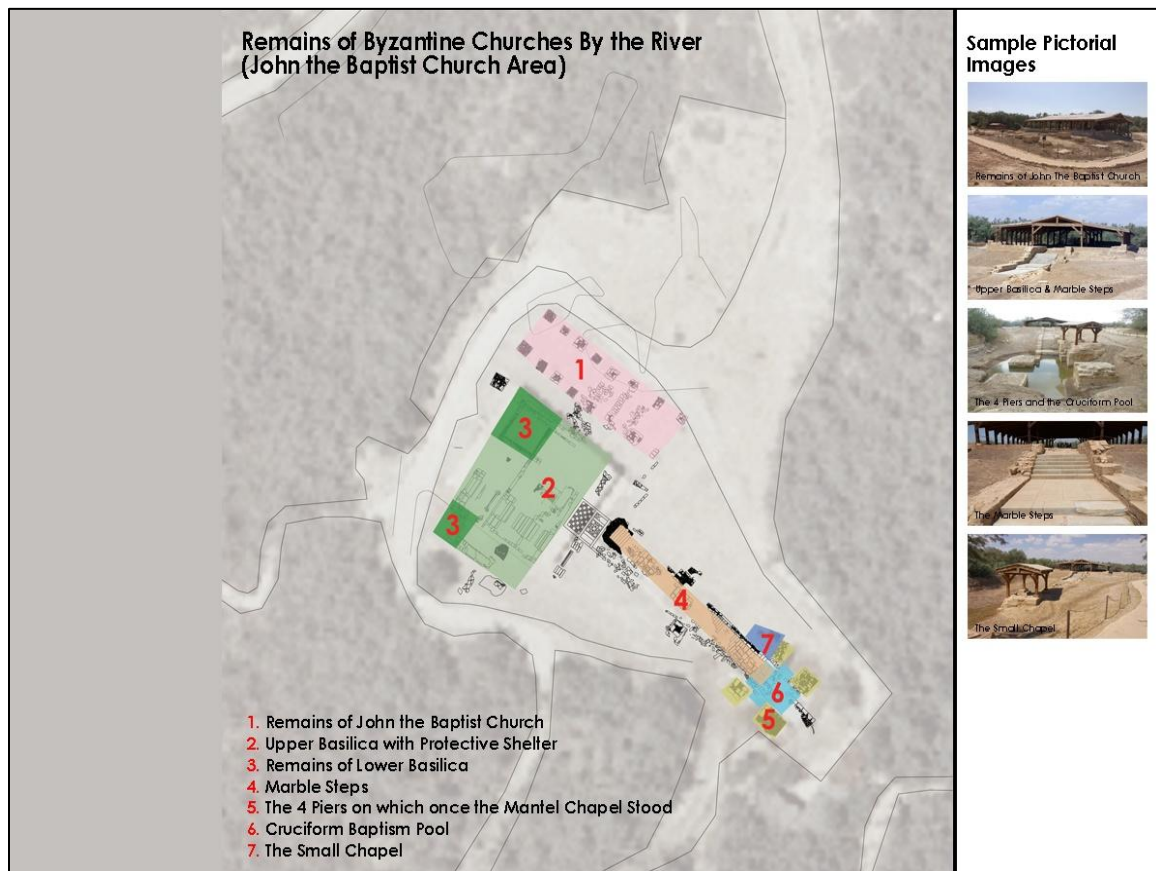 Remains of Byzantine Churches By the River
(John the Baptist Church Area)
1
3
2
3
4
7
6
5
1. Remains of John the Baptist Church
2. Upper Basilica with Protective Shelter
3. Remains of Lower Basilica
4. Marble Steps
5. The 4 Piers on which once the Mantel Chapel Stood
6. Cruciform Baptism Pool
7. The Small Chapel
Sample Pictorial
Images
Remains of John The Baptist Church
Upper Basilica & Marble Steps
The 4 Piers and the Cruciform Pool
The Marble Steps
The Small Chapel